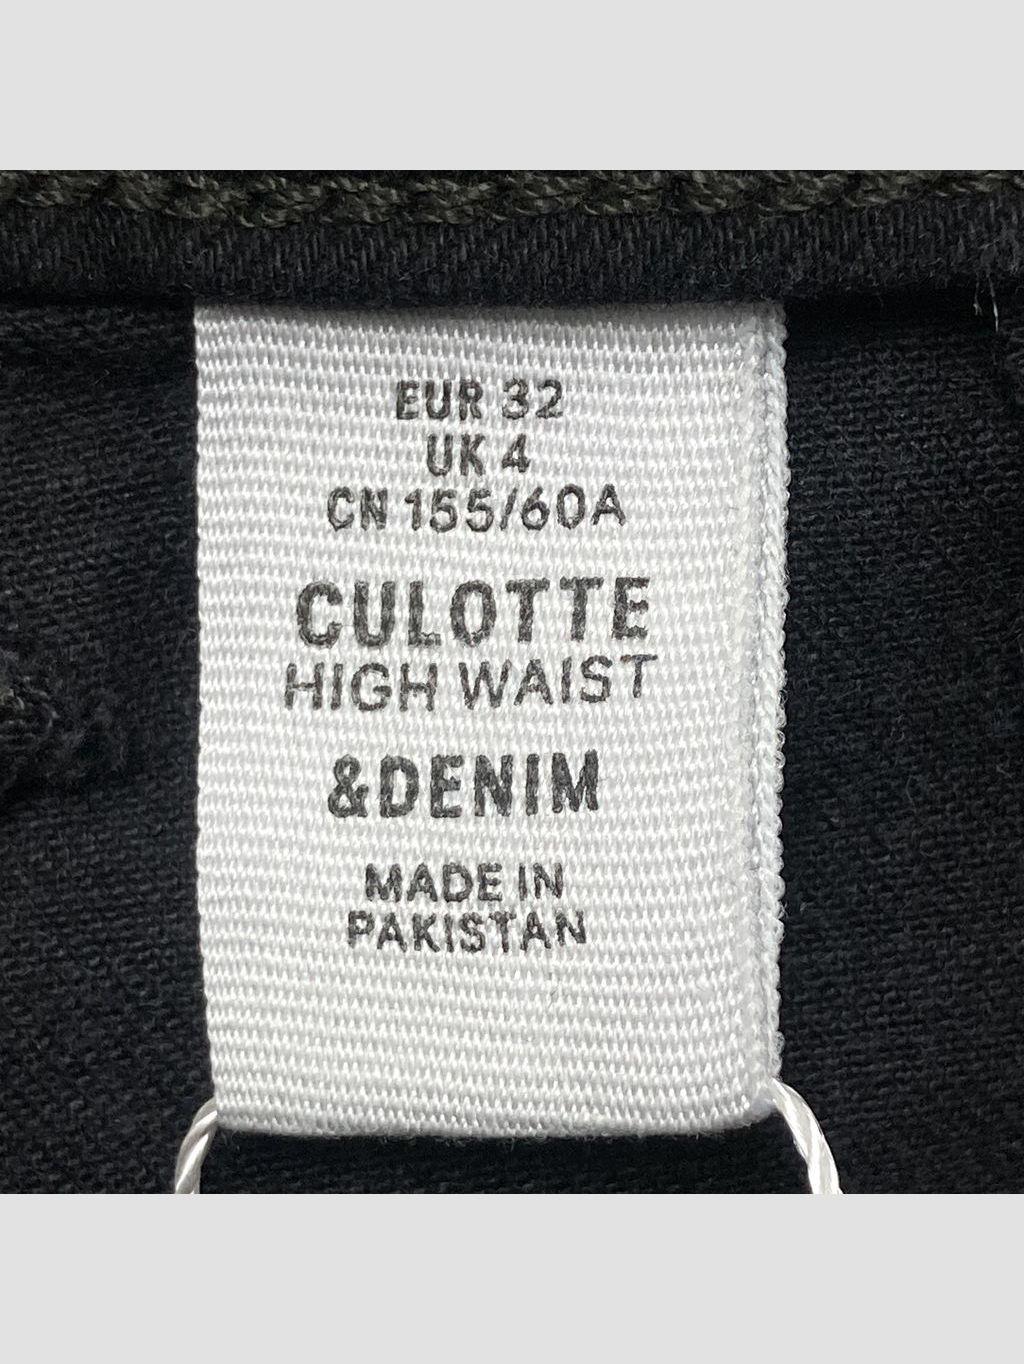 EUR 32
UK 4
CN 155/60A
CULOTTE
HIGH WAIST
&DENIM
MADE IN
PAKISTAN